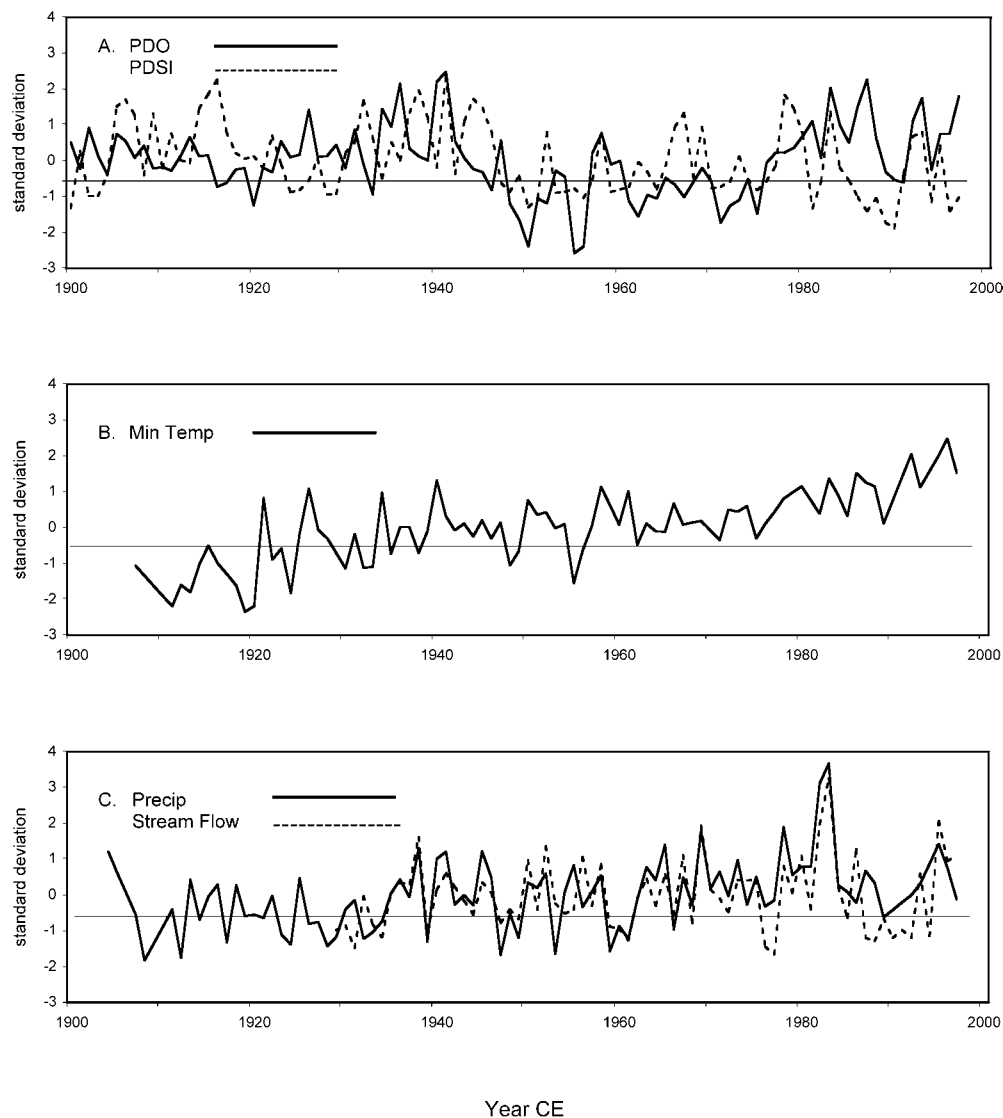 4
3
2
1
0
-1
-2
-3
standard deviation
A. PDO
PDSI
1900 1920 1940 1960 1980 2000
4
3
2
1
0
-1
-2
-3
standard deviation
B. Min Temp
1900 1920 1940 1960 1980 2000
4
3
2
1
0
-1
-2
-3
standard deviation
C. Precip
Stream Flow
1900 1920 1940 1960 1980 2000
Year CE